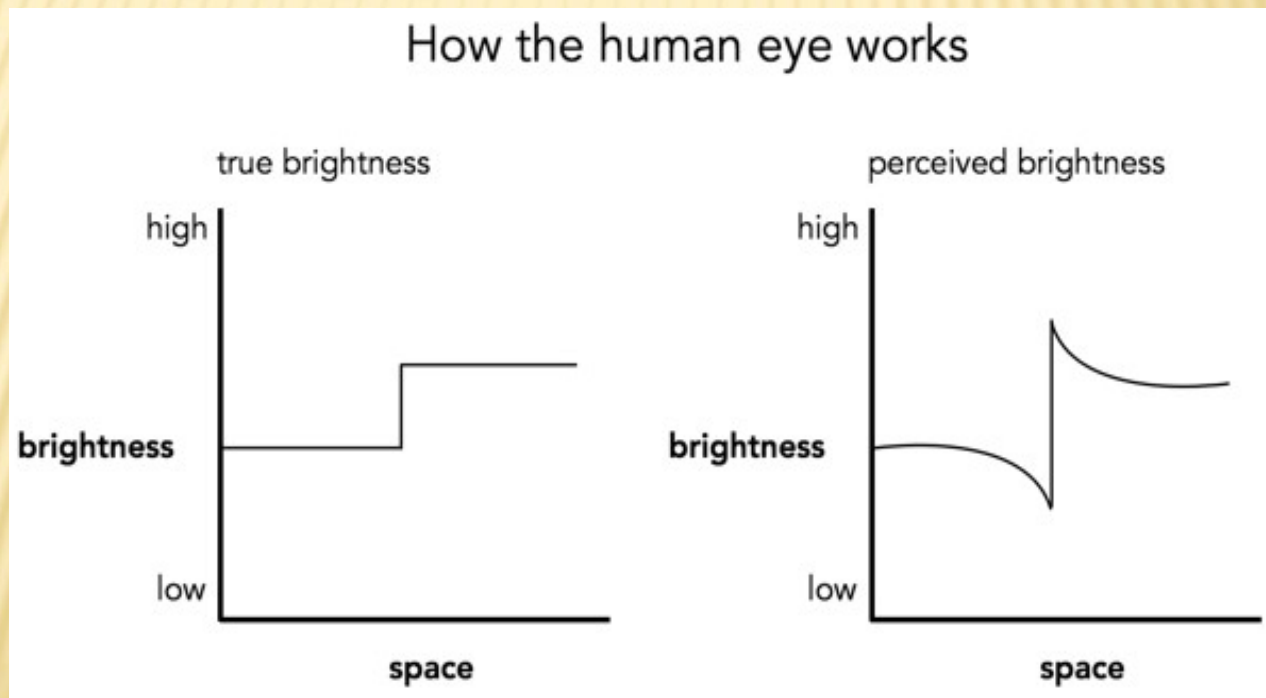 How the human eye works
true brightness
high
brightness
low
space
perceived brightness
high
brightness
low
space